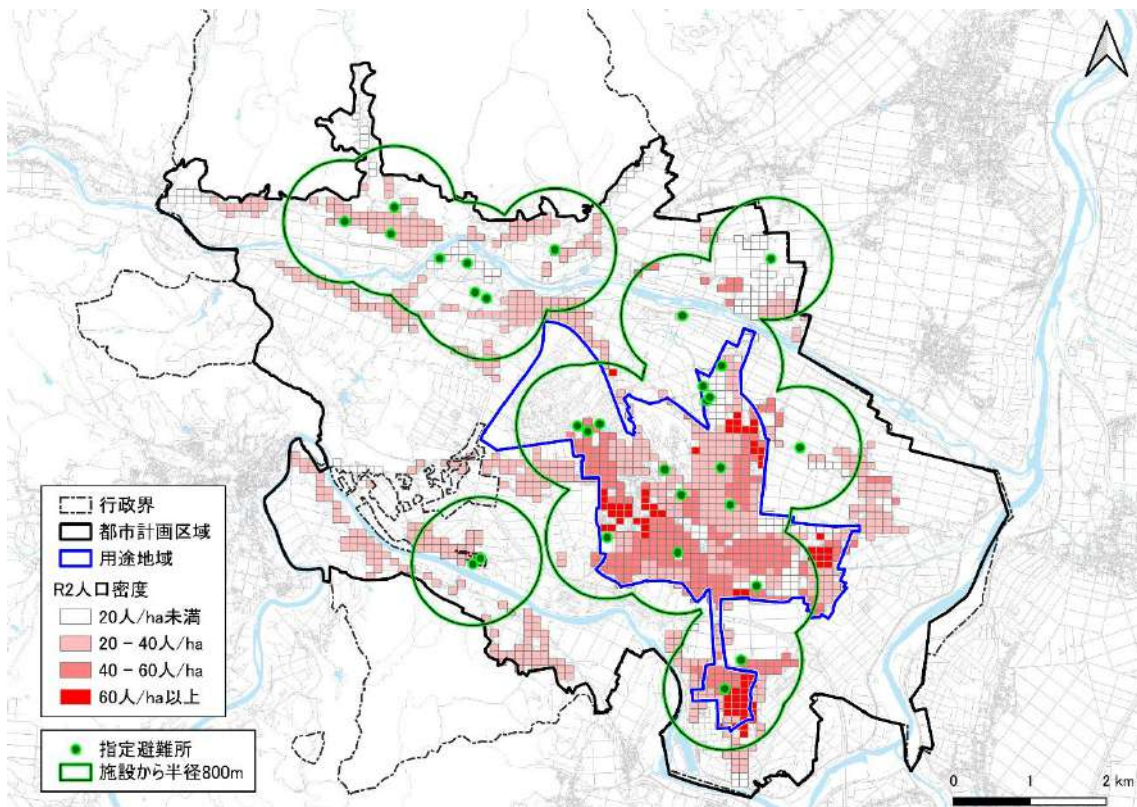 行政界
都市計画区域
用途地域
R2人口密度
20人/ha未満
20-40人/ha
40-60人/ha
60人/ha以上
指定避難所
施設から半径800m
0 1 2 km